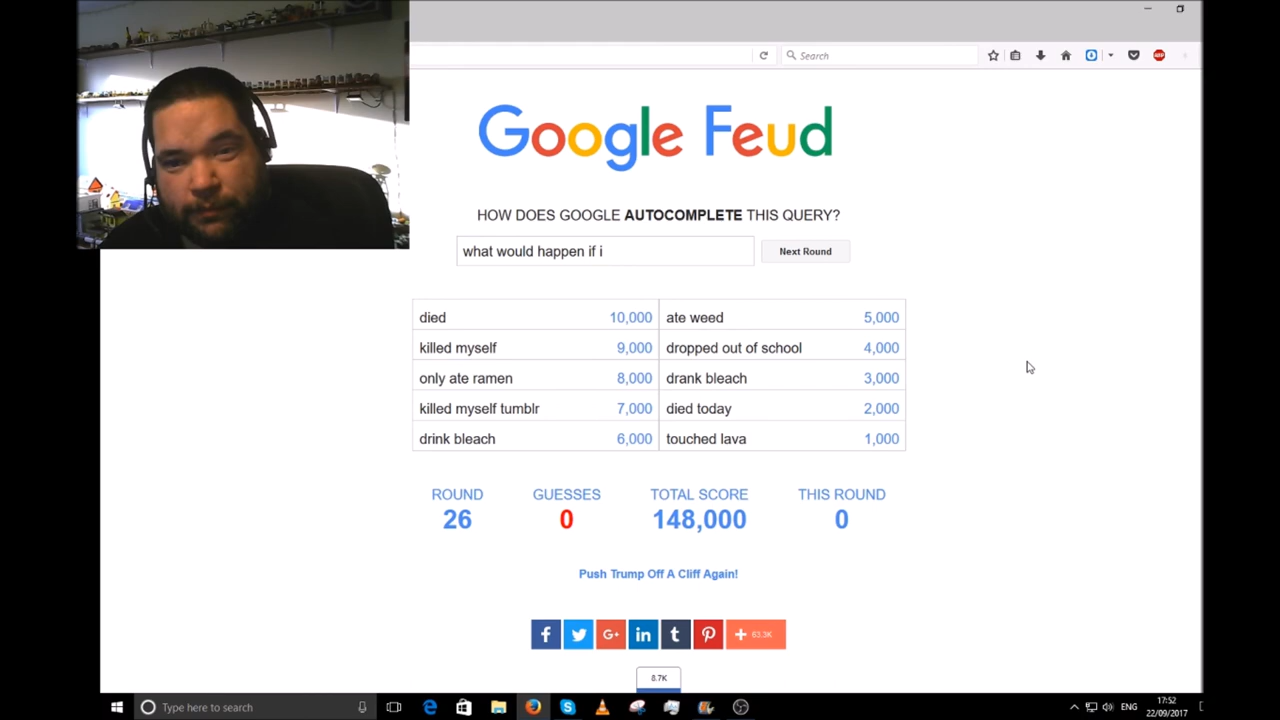 Search
ABP
Google Feud
HOW DOES GOOGLE AUTOCOMPLETE THIS QUERY?
what would happen if i
Next Round
died 10,000 ate weed 5,000
killed myself 9,000 dropped out of school 4,000
only ate ramen 8,000 drank bleach 3,000
killed myself tumblr 7,000 died today 2,000
drink bleach 6,000 touched lava 1,000
ROUND GUESSES TOTAL SCORE THIS ROUND
26 0 148,000 0
Push Trump Off A Cliff Again!
f G+ in t + 63.3K
8.7K
Type here to search
ENG
17:52
22/09/2017